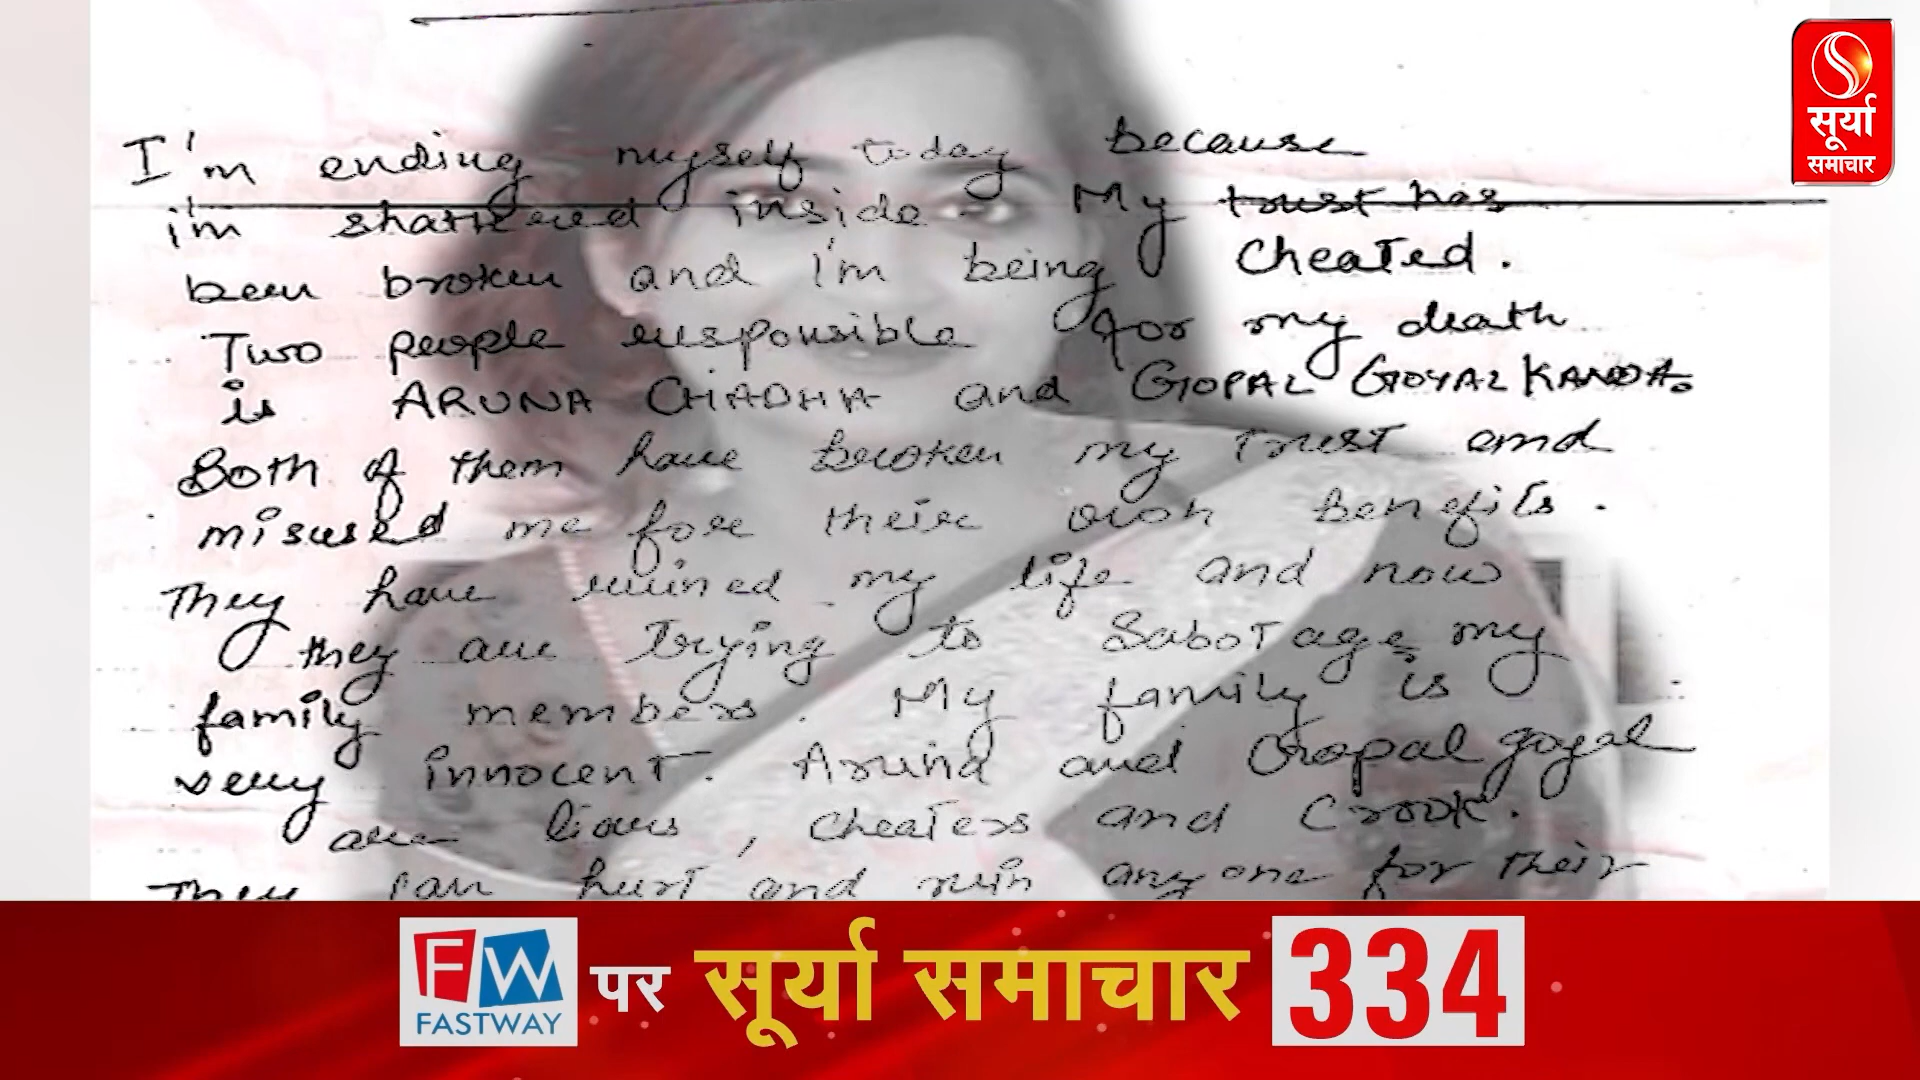 I'm ending myself today because
i'm shattered inside My trust has
been broken and i'm being cheated.
Two people responsible for my death
is ARUNA CHADHA and GOPAL GOYAL KANDA.
Both of them have broken my trust and
misused me for their own benefits.
They have ruined my life and now
they are trying to sabotage my
family members. My family is
very innocent. Arund and Gopal goyal
are liars, cheaters and crook.
They can hurt and ruin any one for their
सूर्या
समाचार
FW
FASTWAY
पर सूर्या समाचार 334